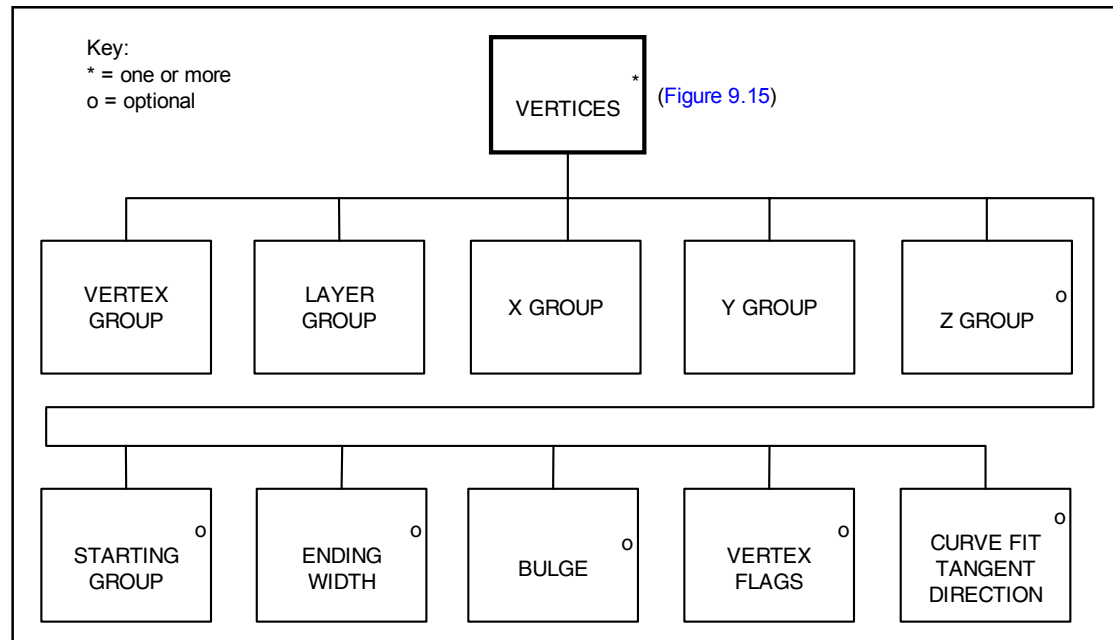 Key:
* = one or more
o = optional
*
VERTICES
(Figure 9.15)
VERTEX
GROUP
LAYER
GROUP
X GROUP
Y GROUP
o
Z GROUP
o
STARTING
GROUP
o
ENDING
WIDTH
o
BULGE
o
VERTEX
FLAGS
o
CURVE FIT
TANGENT
DIRECTION